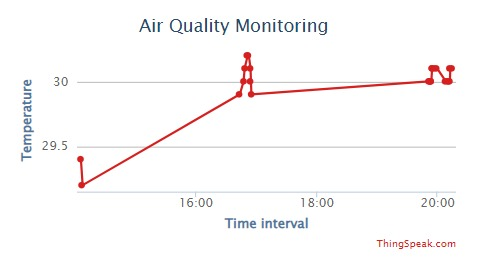 Air Quality Monitoring
30
29.5
Temperature
16:00 18:00 20:00
Time interval
ThingSpeak.com